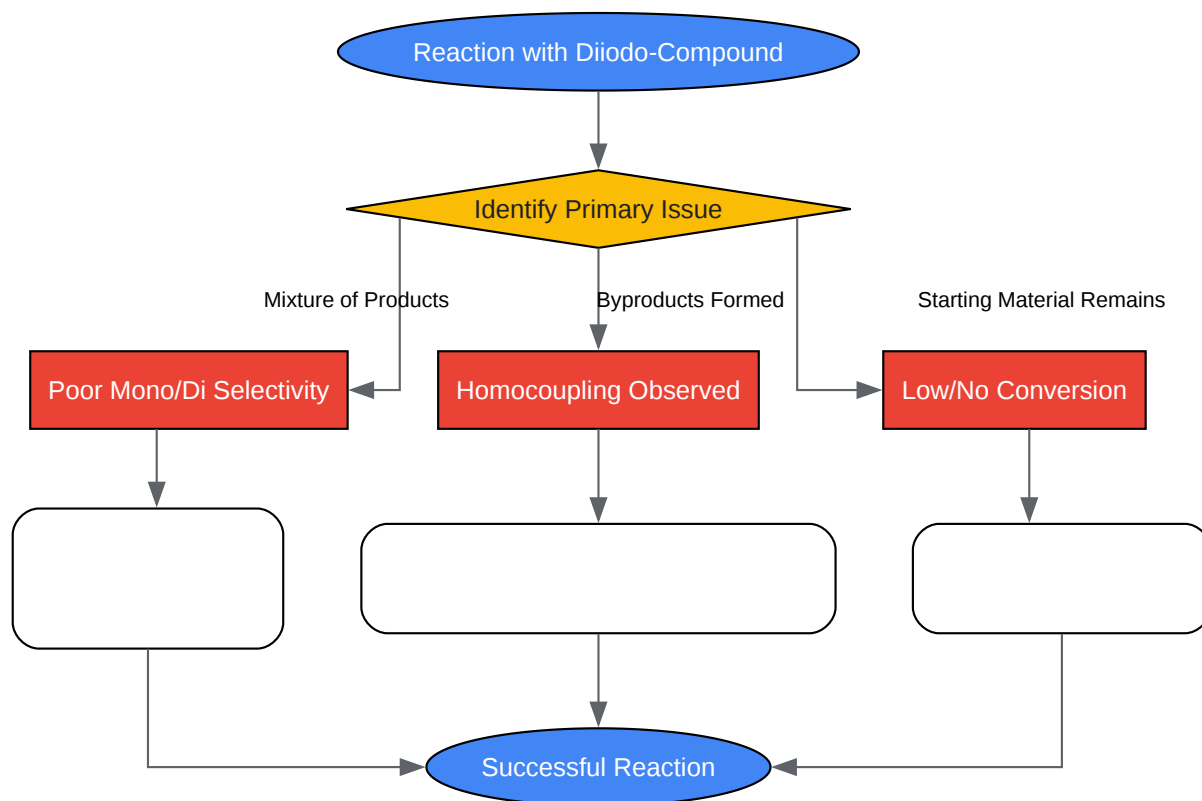 Reaction with Diiodo-Compound
Identify Primary Issue
Mixture of Products
Byproducts Formed
Starting Material Remains
Poor Mono/Di Selectivity
Homocoupling Observed
Low/No Conversion
Successful Reaction